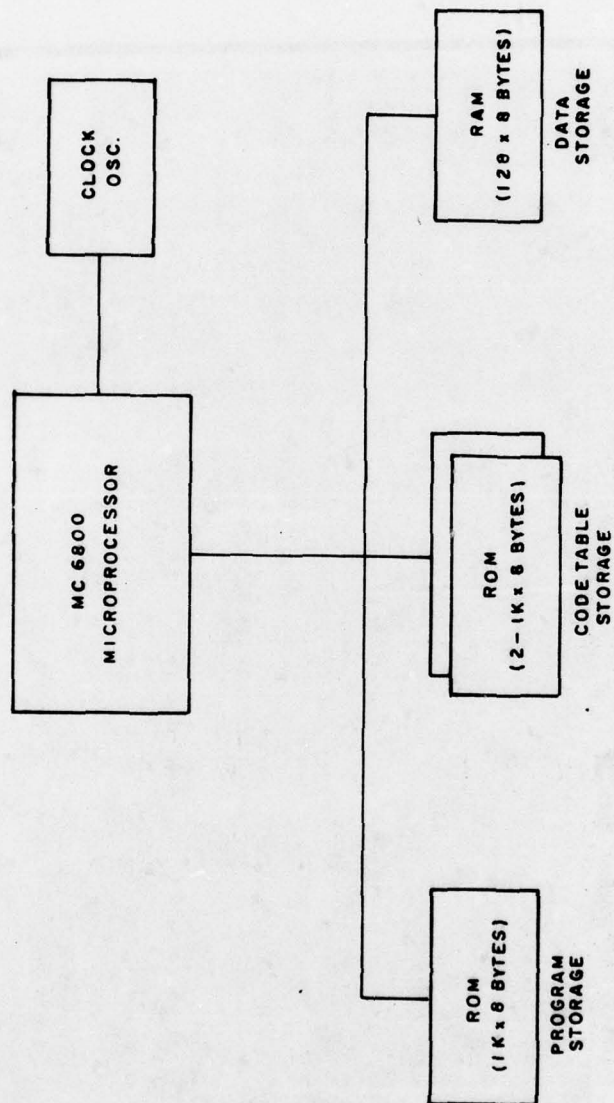 MC 6800
MICROPROCESSOR
CLOCK
OSC.
ROM
(1K x 8 BYTES)
PROGRAM
STORAGE
ROM
(2-1K x 8 BYTES)
CODE TABLE
STORAGE
RAM
(128 x 8 BYTES)
DATA
STORAGE